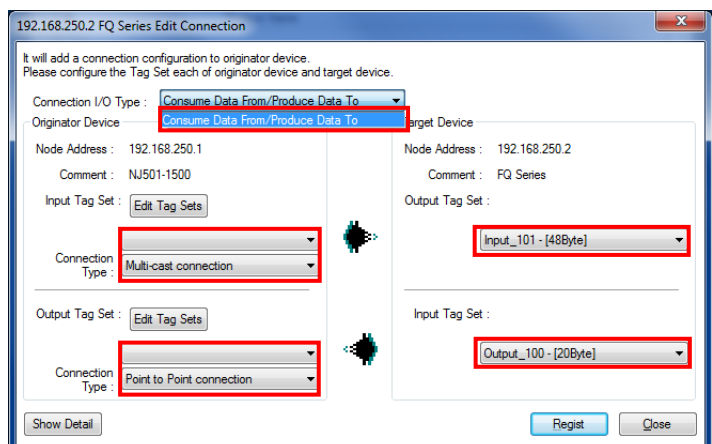 192.168.250.2 FQ Series Edit Connection
It will add a connection configuration to originator device.
Please configure the Tag Set each of originator device and target device.
Connection I/O Type : Consume Data From/Produce Data To
Consume Data From/Produce Data To
Originator Device
Target Device
Node Address : 192.168.250.1
Node Address : 192.168.250.2
Comment : NJ501-1500
Comment : FQ Series
Input Tag Set : Edit Tag Sets
Output Tag Set :
Input_101 - [48Byte]
Connection Type : Multi-cast connection
Output Tag Set : Edit Tag Sets
Input Tag Set :
Output_100 - [20Byte]
Connection Type : Point to Point connection
Show Detail
Regist
Close